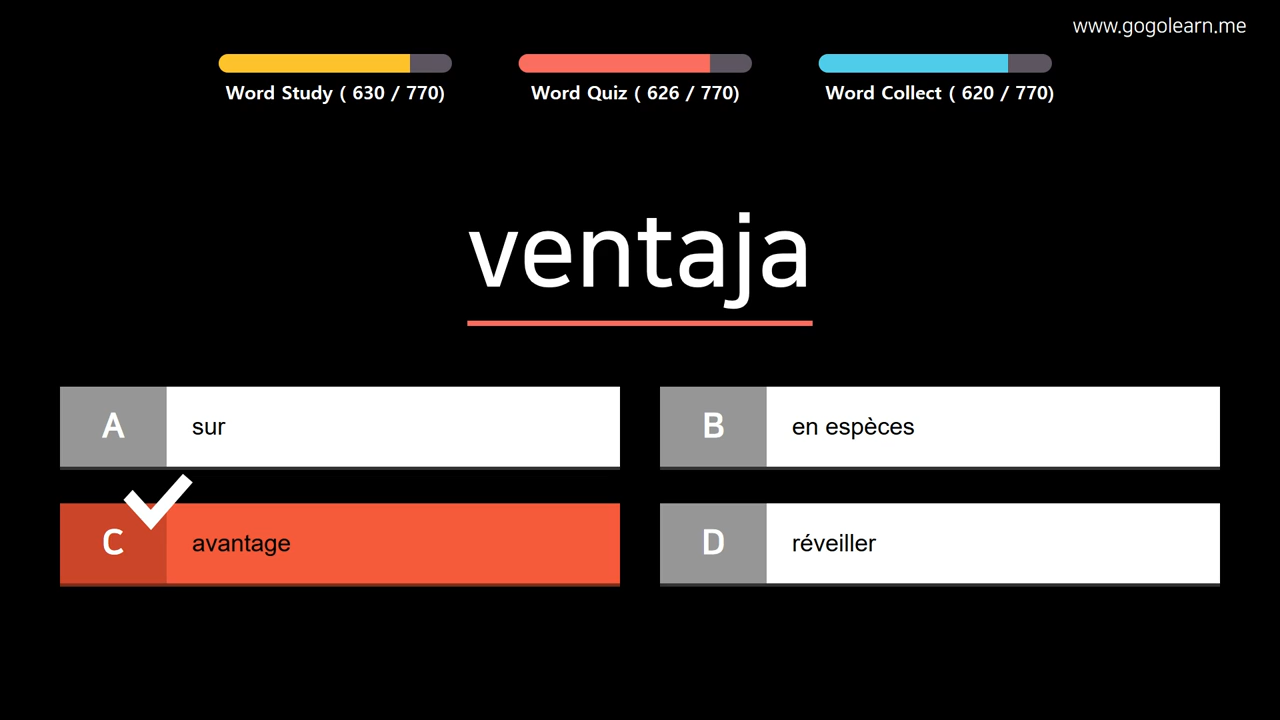 www.gogolearn.me
Word Study ( 630 / 770)
Word Quiz ( 626 / 770)
Word Collect ( 620 / 770)
ventaja
A sur
B en espèces
C avantage
D réveiller